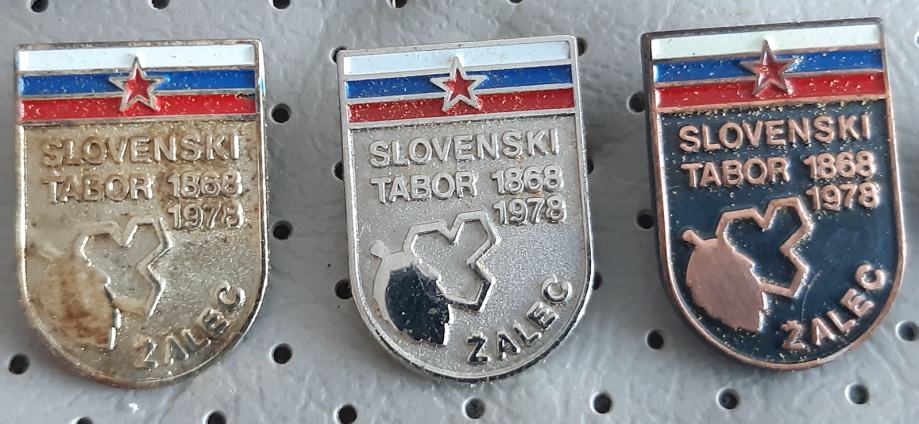 SLOVENSKI
TABOR 1868
1978
ŽALEC
SLOVENSKI
TABOR 1868
1978
ŽALEC
SLOVENSKI
TABOR 1868
1978
ŽALEC